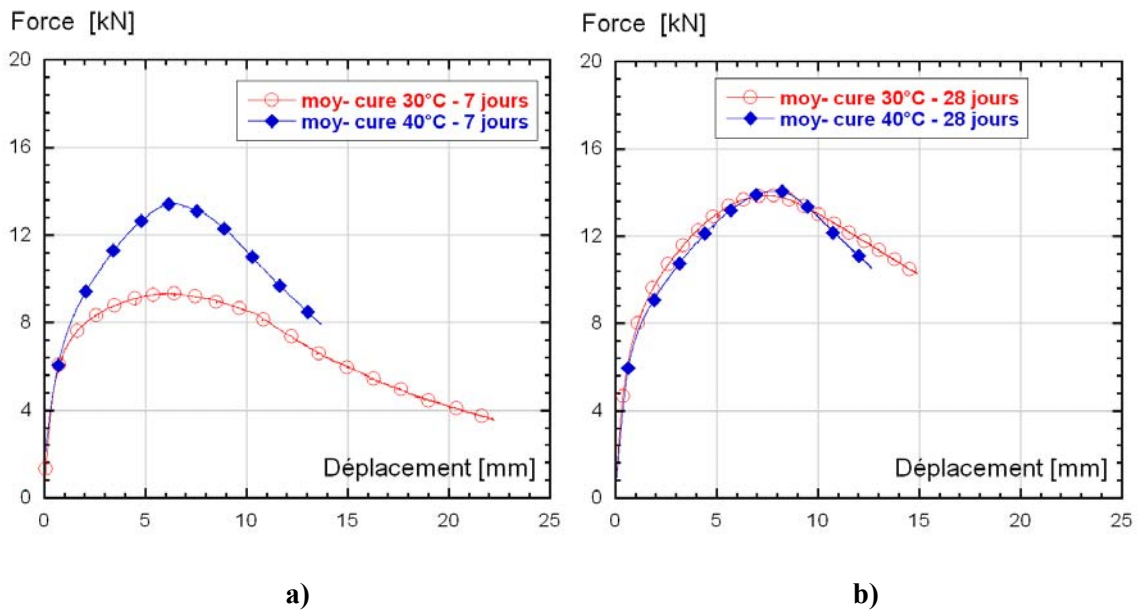 Force [kN]
20
16
12
8
4
0
moy- cure 30°C - 7 jours
moy- cure 40°C - 7 jours
Déplacement [mm]
0 5 10 15 20 25
a)
Force [kN]
20
16
12
8
4
0
moy- cure 30°C - 28 jours
moy- cure 40°C - 28 jours
Déplacement [mm]
0 5 10 15 20 25
b)